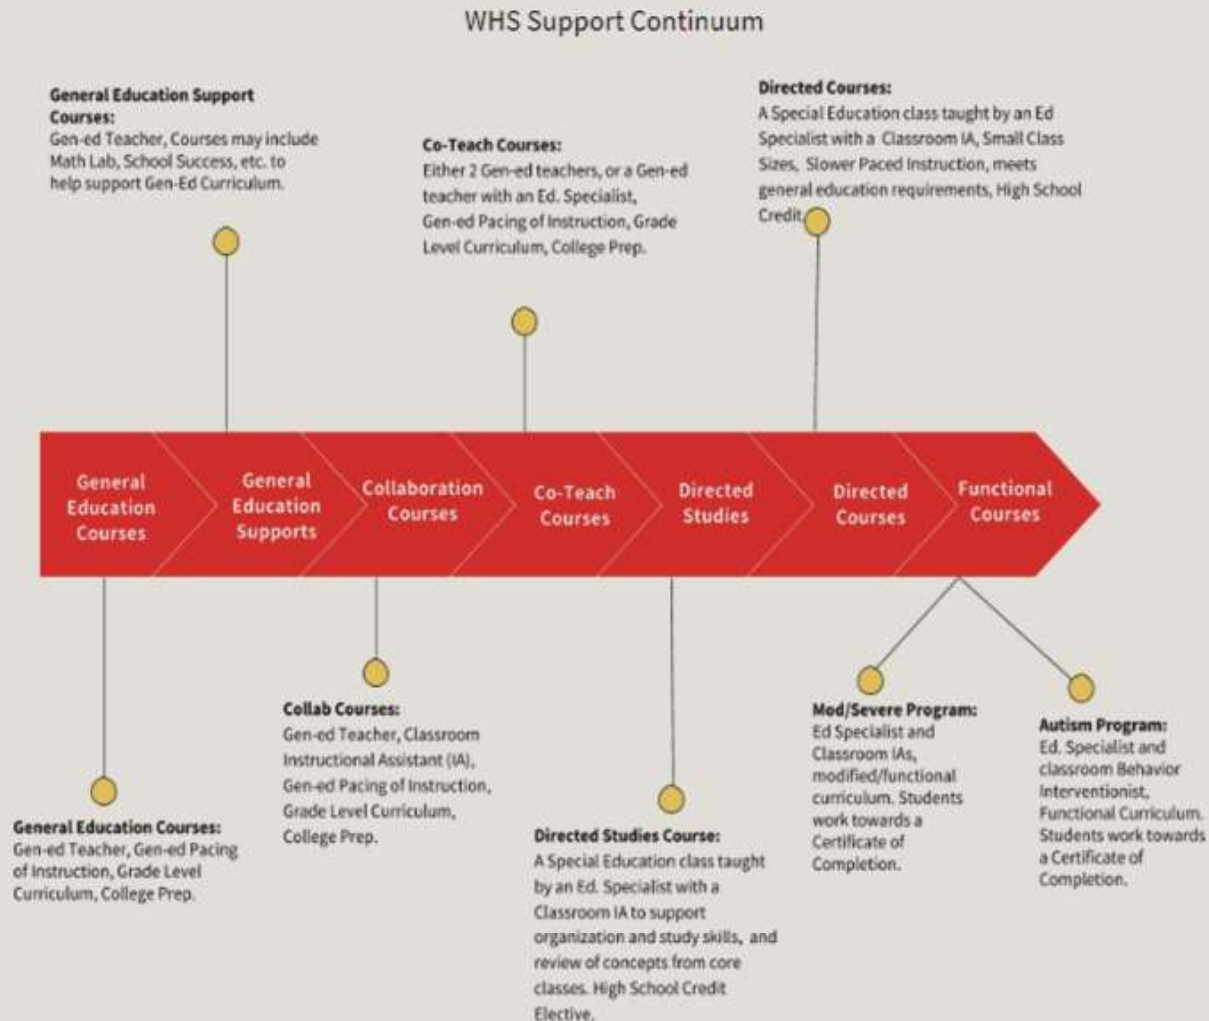 WHS Support Continuum
General Education Support
Courses:
Gen-ed Teacher, Courses may include
Math Lab, School Success, etc. to
help support Gen-Ed Curriculum.
Co-Teach Courses:
Either 2 Gen-ed teachers, or a Gen-ed
teacher with an Ed. Specialist,
Gen-ed Pacing of Instruction, Grade
Level Curriculum, College Prep.
Directed Courses:
A Special Education class taught by an Ed
Specialist with a Classroom IA, Small Class
Sizes, Slower Paced Instruction, meets
general education requirements, High School
Credit.
General
Education
Courses
General
Education
Supports
Collaboration
Courses
Co-Teach
Courses
Directed
Studies
Directed
Courses
Functional
Courses
General Education Courses:
Gen-ed Teacher, Gen-ed Pacing
of Instruction, Grade Level
Curriculum, College Prep.
Collab Courses:
Gen-ed Teacher, Classroom
Instructional Assistant (IA),
Gen-ed Pacing of Instruction,
Grade Level Curriculum,
College Prep.
Directed Studies Course:
A Special Education class taught
by an Ed. Specialist with a
Classroom IA to support
organization and study skills, and
review of concepts from core
classes. High School Credit
Elective.
Mod/Severe Program:
Ed Specialist and
Classroom IAs,
modified/functional
curriculum. Students
work towards a
Certificate of
Completion.
Autism Program:
Ed. Specialist and
classroom Behavior
Interventionist,
Functional Curriculum.
Students work towards
a Certificate of
Completion.